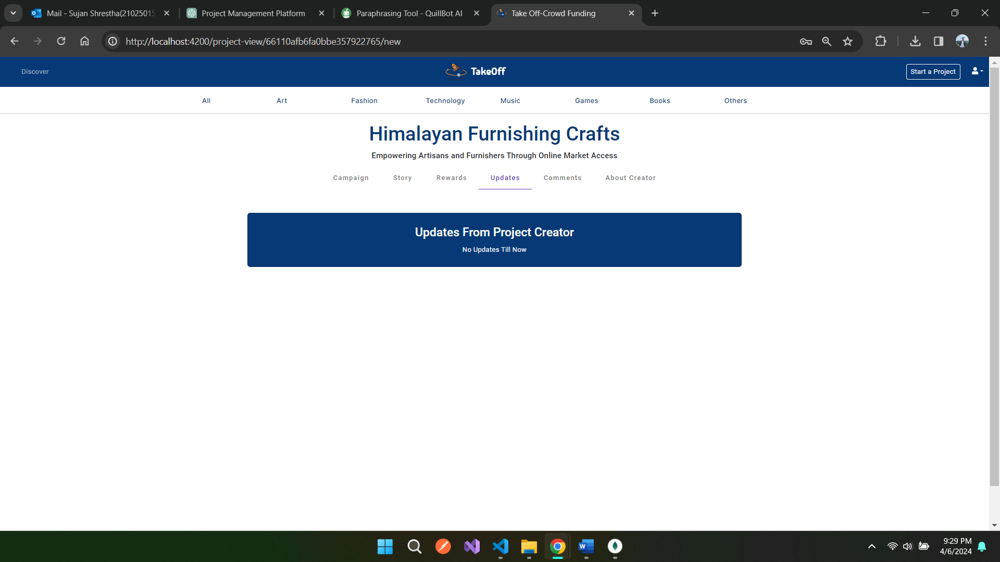 Mail - Sujan Shrestha(21025015
Project Management Platform
Paraphrasing Tool - QuillBot AI
Take Off-Crowd Funding
http://localhost:4200/project-view/66110afb6fa0bbe357922765/new
Discover
TakeOff
Start a Project
All Art Fashion Technology Music Games Books Others
Himalayan Furnishing Crafts
Empowering Artisans and Furnishers Through Online Market Access
Campaign Story Rewards Updates Comments About Creator
Updates From Project Creator
No Updates Till Now
9:29 PM
4/6/2024